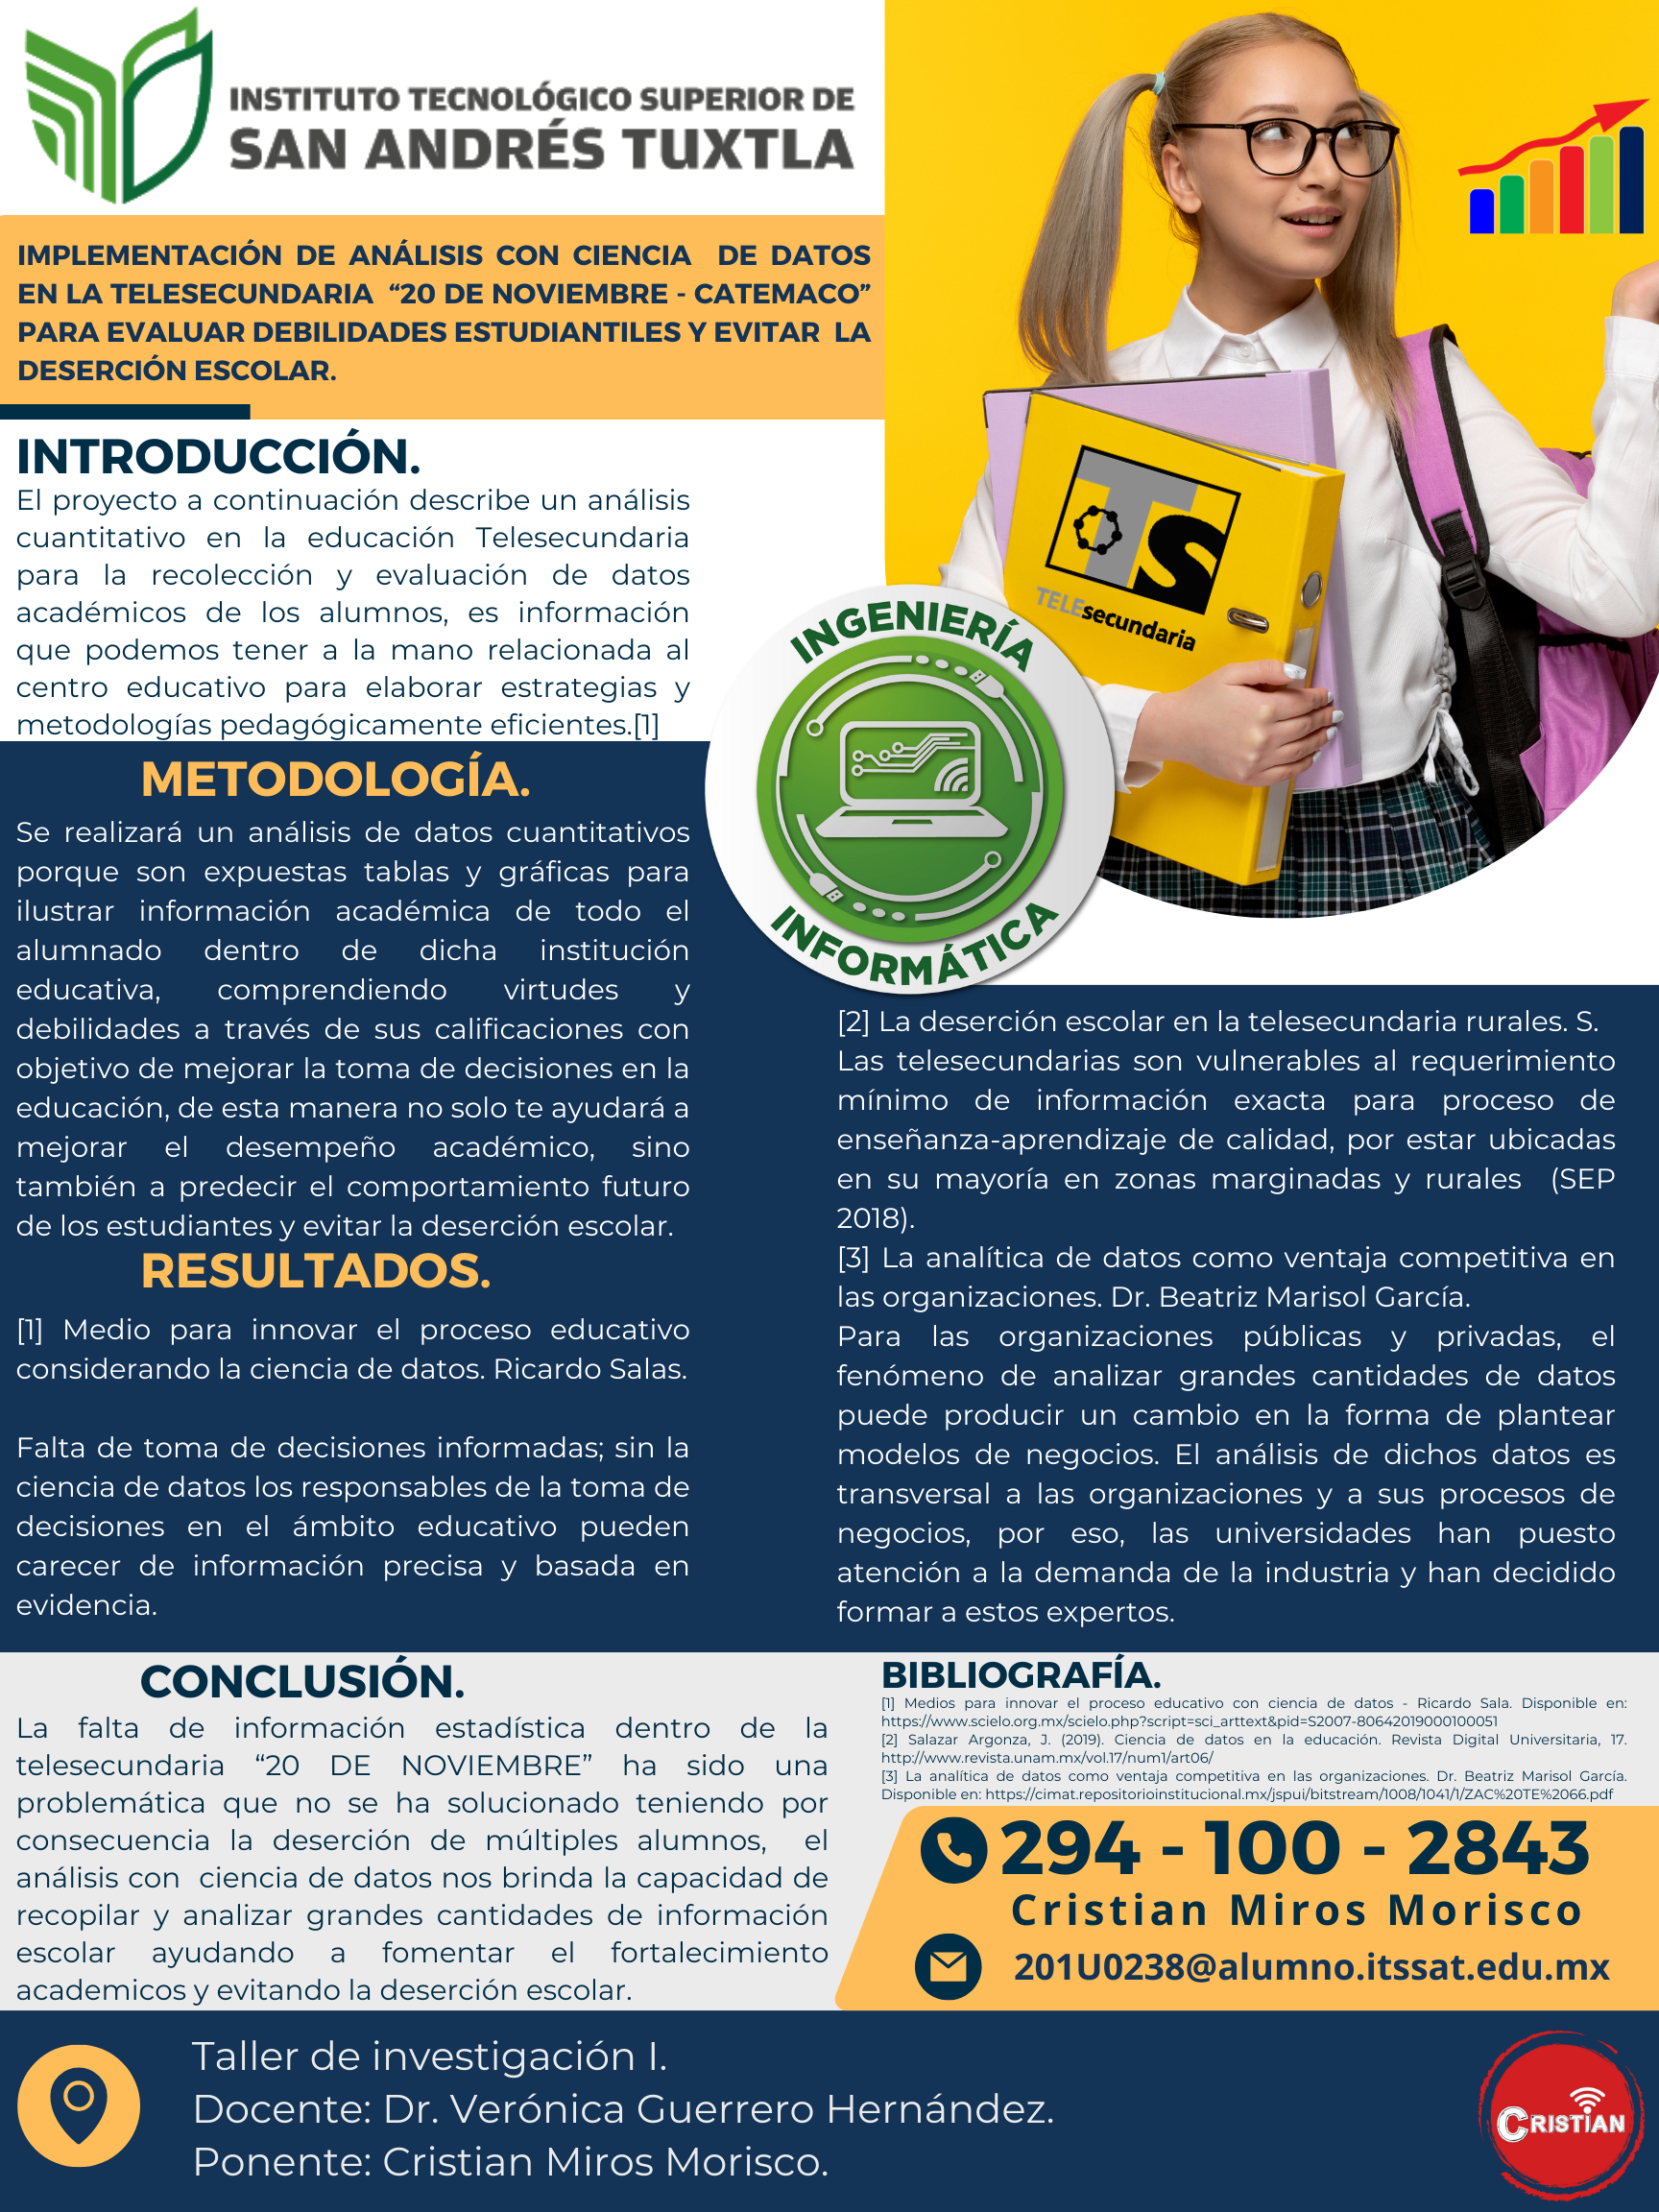 INSTITUTO TECNOLÓGICO SUPERIOR DE
SAN ANDRÉS TUXTLA
IMPLEMENTACIÓN DE ANÁLISIS CON CIENCIA DE DATOS
EN LA TELESECUNDARIA “20 DE NOVIEMBRE - CATEMACO”
PARA EVALUAR DEBILIDADES ESTUDIANTILES Y EVITAR LA
DESERCIÓN ESCOLAR.
INTRODUCCIÓN.
El proyecto a continuación describe un análisis
cuantitativo en la educación Telesecundaria
para la recolección y evaluación de datos
académicos de los alumnos, es información
que podemos tener a la mano relacionada al
centro educativo para elaborar estrategias y
metodologías pedagógicamente eficientes.[1]
TS
TELEsecundaria
INGENIERÍA
INFORMÁTICA
METODOLOGÍA.
Se realizará un análisis de datos cuantitativos
porque son expuestas tablas y gráficas para
ilustrar información académica de todo el
alumnado dentro de dicha institución
educativa, comprendiendo virtudes y
debilidades a través de sus calificaciones con
objetivo de mejorar la toma de decisiones en la
educación, de esta manera no solo te ayudará a
mejorar el desempeño académico, sino
también a predecir el comportamiento futuro
de los estudiantes y evitar la deserción escolar.
RESULTADOS.
[1] Medio para innovar el proceso educativo
considerando la ciencia de datos. Ricardo Salas.
Falta de toma de decisiones informadas; sin la
ciencia de datos los responsables de la toma de
decisiones en el ámbito educativo pueden
carecer de información precisa y basada en
evidencia.
[2] La deserción escolar en la telesecundaria rurales. S.
Las telesecundarias son vulnerables al requerimiento
mínimo de información exacta para proceso de
enseñanza-aprendizaje de calidad, por estar ubicadas
en su mayoría en zonas marginadas y rurales (SEP
2018).
[3] La analítica de datos como ventaja competitiva en
las organizaciones. Dr. Beatriz Marisol García.
Para las organizaciones públicas y privadas, el
fenómeno de analizar grandes cantidades de datos
puede producir un cambio en la forma de plantear
modelos de negocios. El análisis de dichos datos es
transversal a las organizaciones y a sus procesos de
negocios, por eso, las universidades han puesto
atención a la demanda de la industria y han decidido
formar a estos expertos.
CONCLUSIÓN.
La falta de información estadística dentro de la
telesecundaria “20 DE NOVIEMBRE” ha sido una
problemática que no se ha solucionado teniendo por
consecuencia la deserción de múltiples alumnos, el
análisis con ciencia de datos nos brinda la capacidad de
recopilar y analizar grandes cantidades de información
escolar ayudando a fomentar el fortalecimiento
academicos y evitando la deserción escolar.
BIBLIOGRAFÍA.
[1] Medios para innovar el proceso educativo con ciencia de datos - Ricardo Sala. Disponible en:
https://www.scielo.org.mx/scielo.php?script=sci_arttext&pid=S2007-80642019000100051
[2] Salazar Argonza, J. (2019). Ciencia de datos en la educación. Revista Digital Universitaria, 17.
http://www.revista.unam.mx/vol.17/num1/art06/
[3] La analítica de datos como ventaja competitiva en las organizaciones. Dr. Beatriz Marisol García.
Disponible en: https://cimat.repositorioinstitucional.mx/jspui/bitstream/1008/1041/1/ZAC%20TE%2066.pdf
294 - 100 - 2843
Cristian Miros Morisco
201U0238@alumno.itssat.edu.mx
Taller de investigación I.
Docente: Dr. Verónica Guerrero Hernández.
Ponente: Cristian Miros Morisco.
CRISTIAN